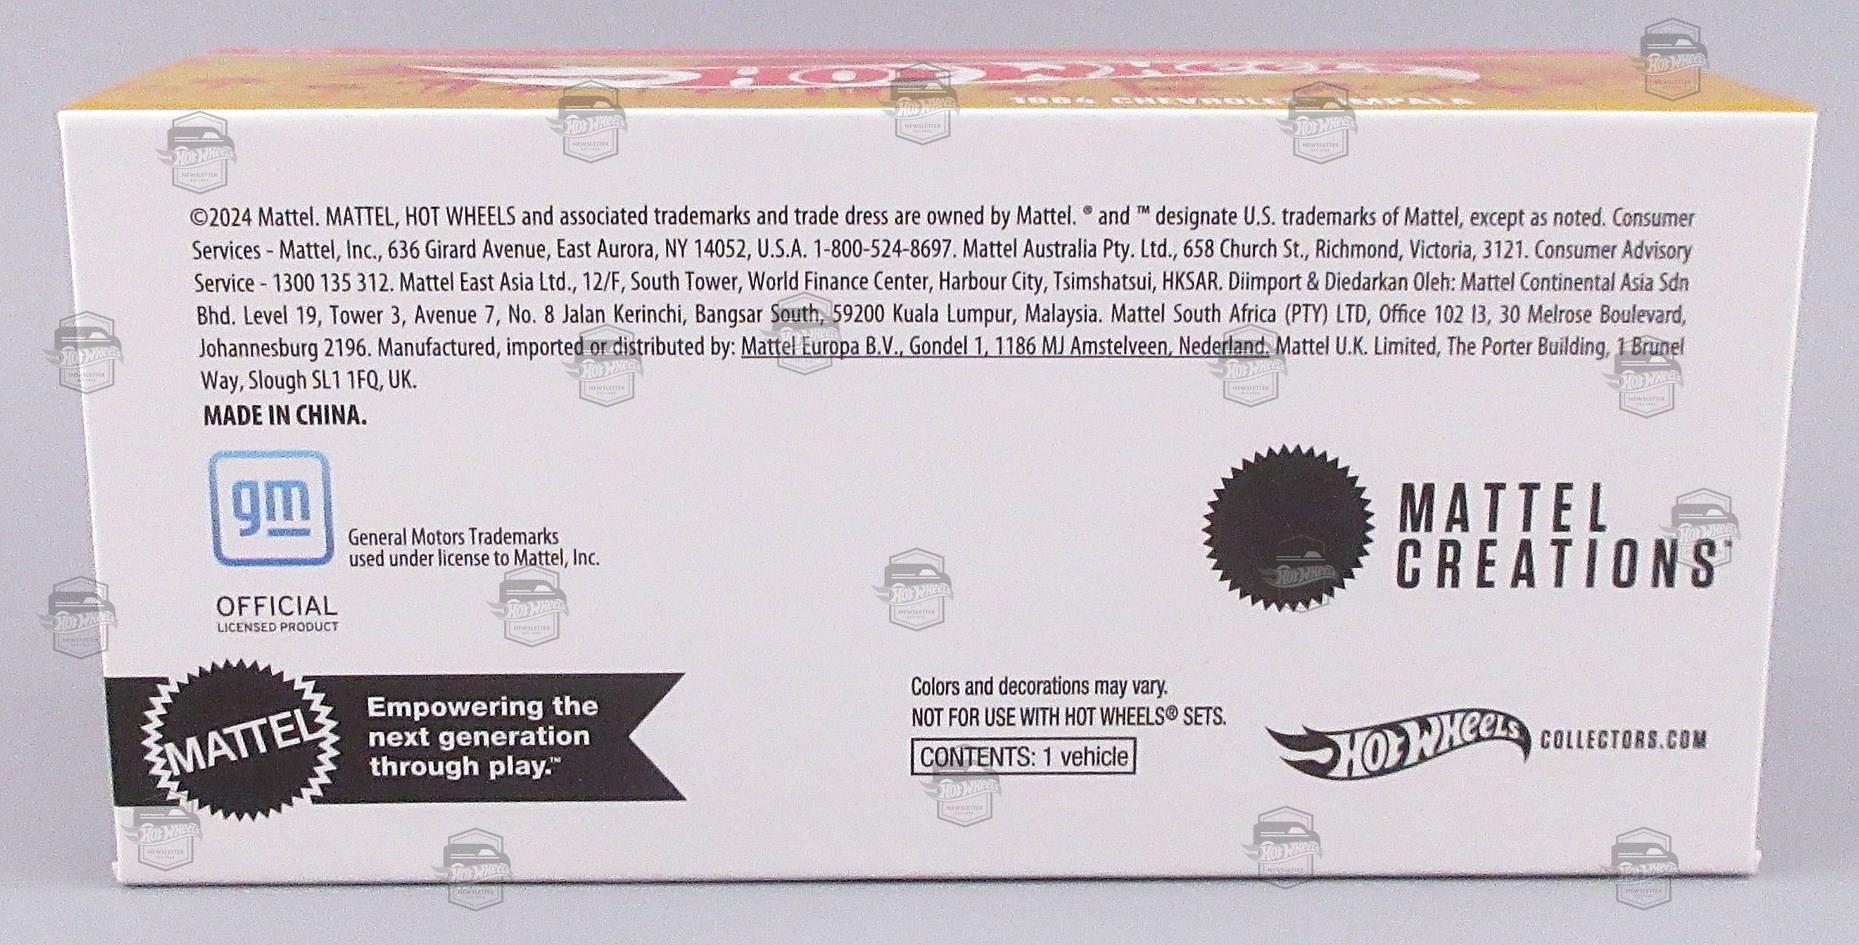 HOT WHEELS
1964 CHEVROLET IMPALA
©2024 Mattel. MATTEL, HOT WHEELS and associated trademarks and trade dress are owned by Mattel. ® and ™ designate U.S. trademarks of Mattel, except as noted. Consumer
Services - Mattel, Inc., 636 Girard Avenue, East Aurora, NY 14052, U.S.A. 1-800-524-8697. Mattel Australia Pty. Ltd., 658 Church St., Richmond, Victoria, 3121. Consumer Advisory
Service - 1300 135 312. Mattel East Asia Ltd., 12/F, South Tower, World Finance Center, Harbour City, Tsimshatsui, HKSAR. Diimport & Diedarkan Oleh: Mattel Continental Asia Sdn
Bhd. Level 19, Tower 3, Avenue 7, No. 8 Jalan Kerinchi, Bangsar South, 59200 Kuala Lumpur, Malaysia. Mattel South Africa (PTY) LTD, Office 102 I3, 30 Melrose Boulevard,
Johannesburg 2196. Manufactured, imported or distributed by: Mattel Europa B.V., Gondel 1, 1186 MJ Amstelveen, Nederland. Mattel U.K. Limited, The Porter Building, 1 Brunel
Way, Slough SL1 1FQ, UK.
MADE IN CHINA.
gm
General Motors Trademarks
used under license to Mattel, Inc.
OFFICIAL
LICENSED PRODUCT
MATTEL
CREATIONS™
MATTEL
Empowering the
next generation
through play.™
Colors and decorations may vary.
NOT FOR USE WITH HOT WHEELS® SETS.
CONTENTS: 1 vehicle
HOT WHEELS COLLECTORS.COM
HOT WHEELS
NEWSLETTER